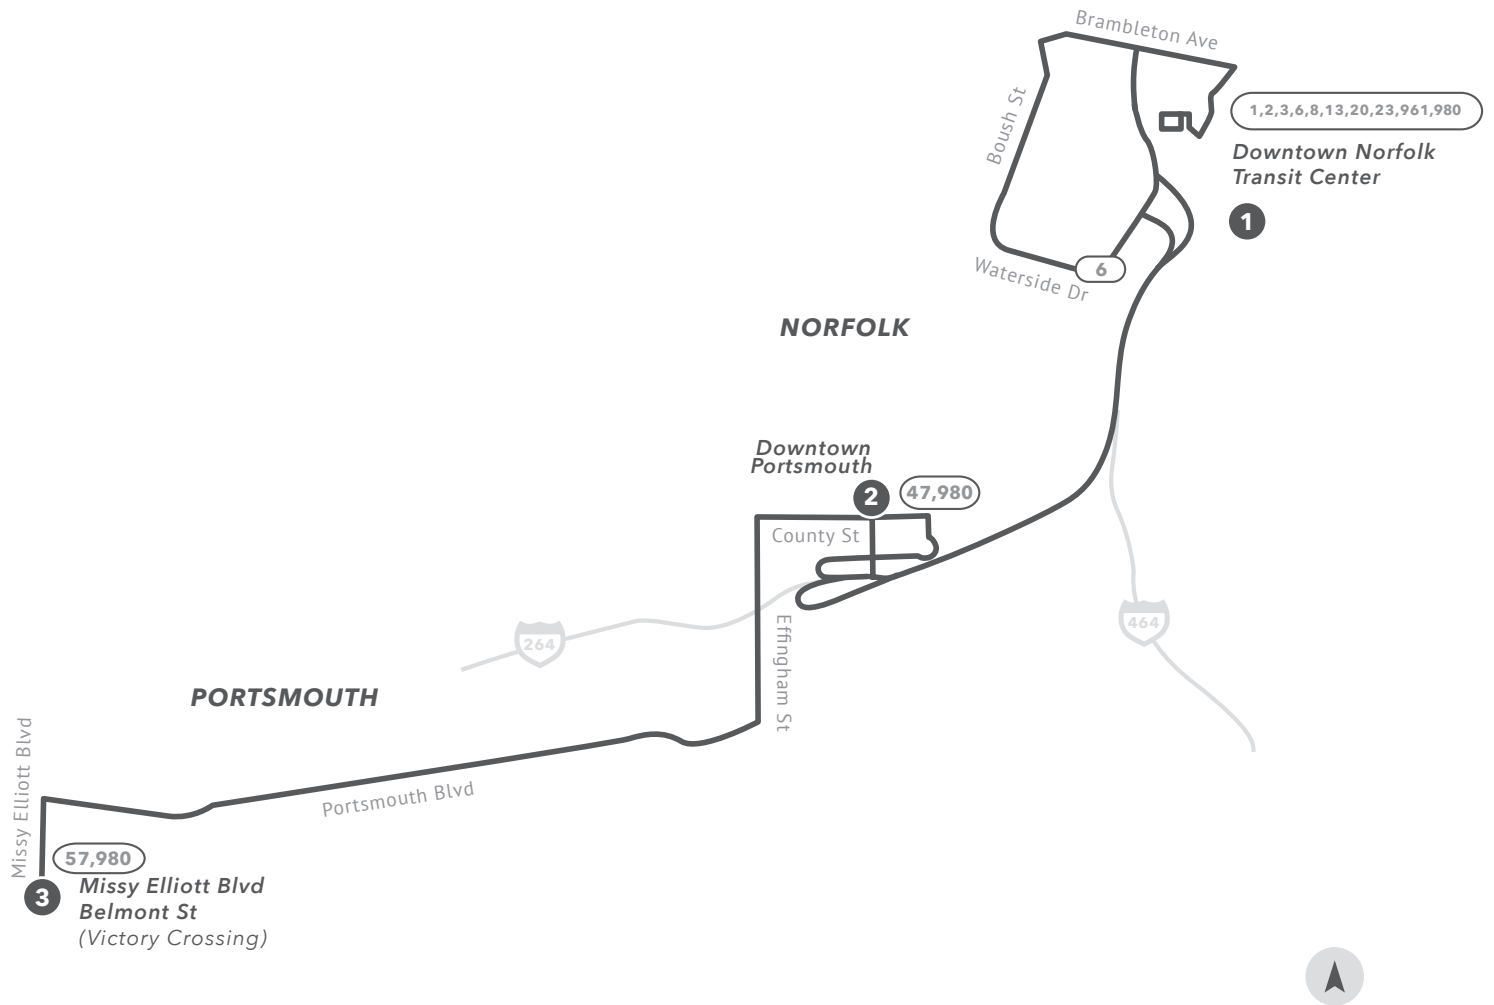 Brambleton Ave
Boush St
1,2,3,6,8,13,20,23,961,980
Downtown Norfolk
Transit Center
1
6
Waterside Dr
NORFOLK
Downtown
Portsmouth
2
47,980
County St
264
Effingham St
464
PORTSMOUTH
Missy Elliott Blvd
Portsmouth Blvd
57,980
3
Missy Elliott Blvd
Belmont St
(Victory Crossing)